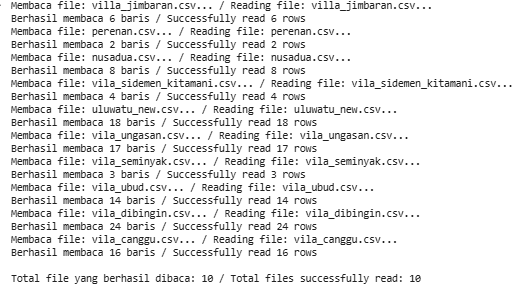 Membaca file: villa_jimbaran.csv... / Reading file: villa_jimbaran.csv...
Berhasil membaca 6 baris / Successfully read 6 rows
Membaca file: perenan.csv... / Reading file: perenan.csv...
Berhasil membaca 2 baris / Successfully read 2 rows
Membaca file: nusadua.csv... / Reading file: nusadua.csv...
Berhasil membaca 8 baris / Successfully read 8 rows
Membaca file: vila_sidemen_kitamani.csv... / Reading file: vila_sidemen_kitamani.csv...
Berhasil membaca 4 baris / Successfully read 4 rows
Membaca file: uluwatu_new.csv... / Reading file: uluwatu_new.csv...
Berhasil membaca 18 baris / Successfully read 18 rows
Membaca file: vila_ungasan.csv... / Reading file: vila_ungasan.csv...
Berhasil membaca 17 baris / Successfully read 17 rows
Membaca file: vila_seminyak.csv... / Reading file: vila_seminyak.csv...
Berhasil membaca 3 baris / Successfully read 3 rows
Membaca file: vila_ubud.csv... / Reading file: vila_ubud.csv...
Berhasil membaca 14 baris / Successfully read 14 rows
Membaca file: vila_dibingin.csv... / Reading file: vila_dibingin.csv...
Berhasil membaca 24 baris / Successfully read 24 rows
Membaca file: vila_canggu.csv... / Reading file: vila_canggu.csv...
Berhasil membaca 16 baris / Successfully read 16 rows
Total file yang berhasil dibaca: 10 / Total files successfully read: 10